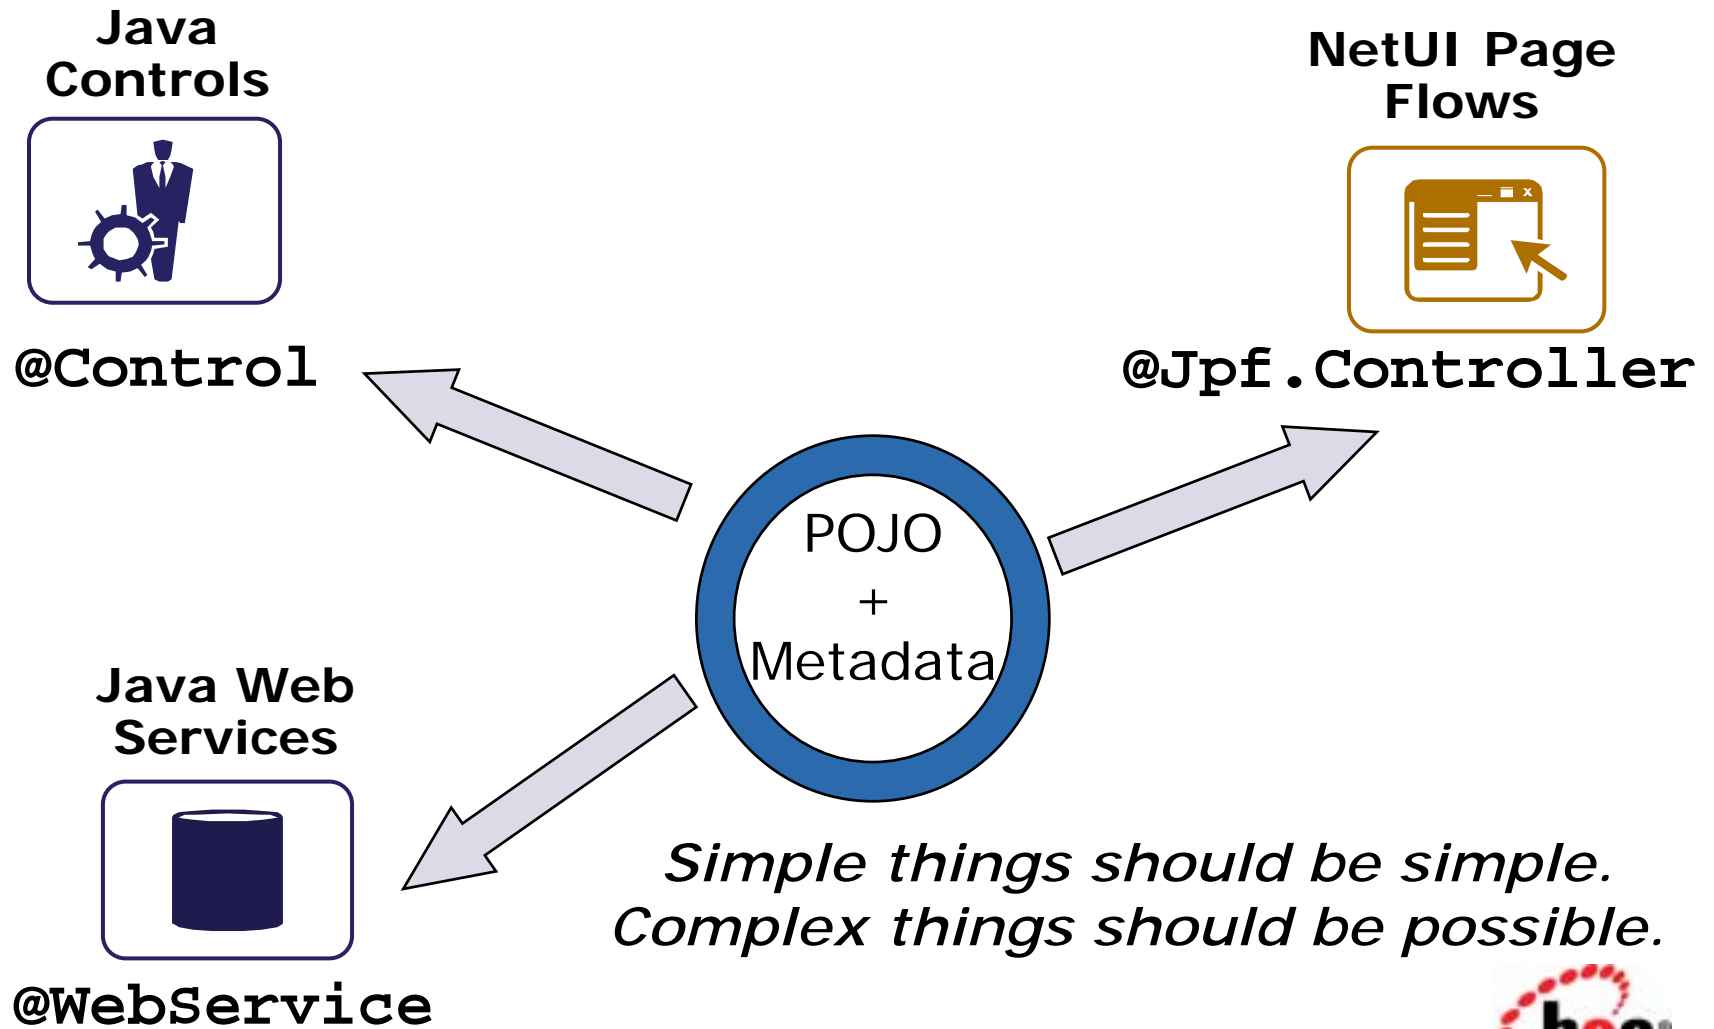 Java
Controls
@Control
NetUI Page
Flows
x
@Jpf.Controller
POJO
+
Metadata
Java Web
Services
@WebService
Simple things should be simple.
Complex things should be possible.